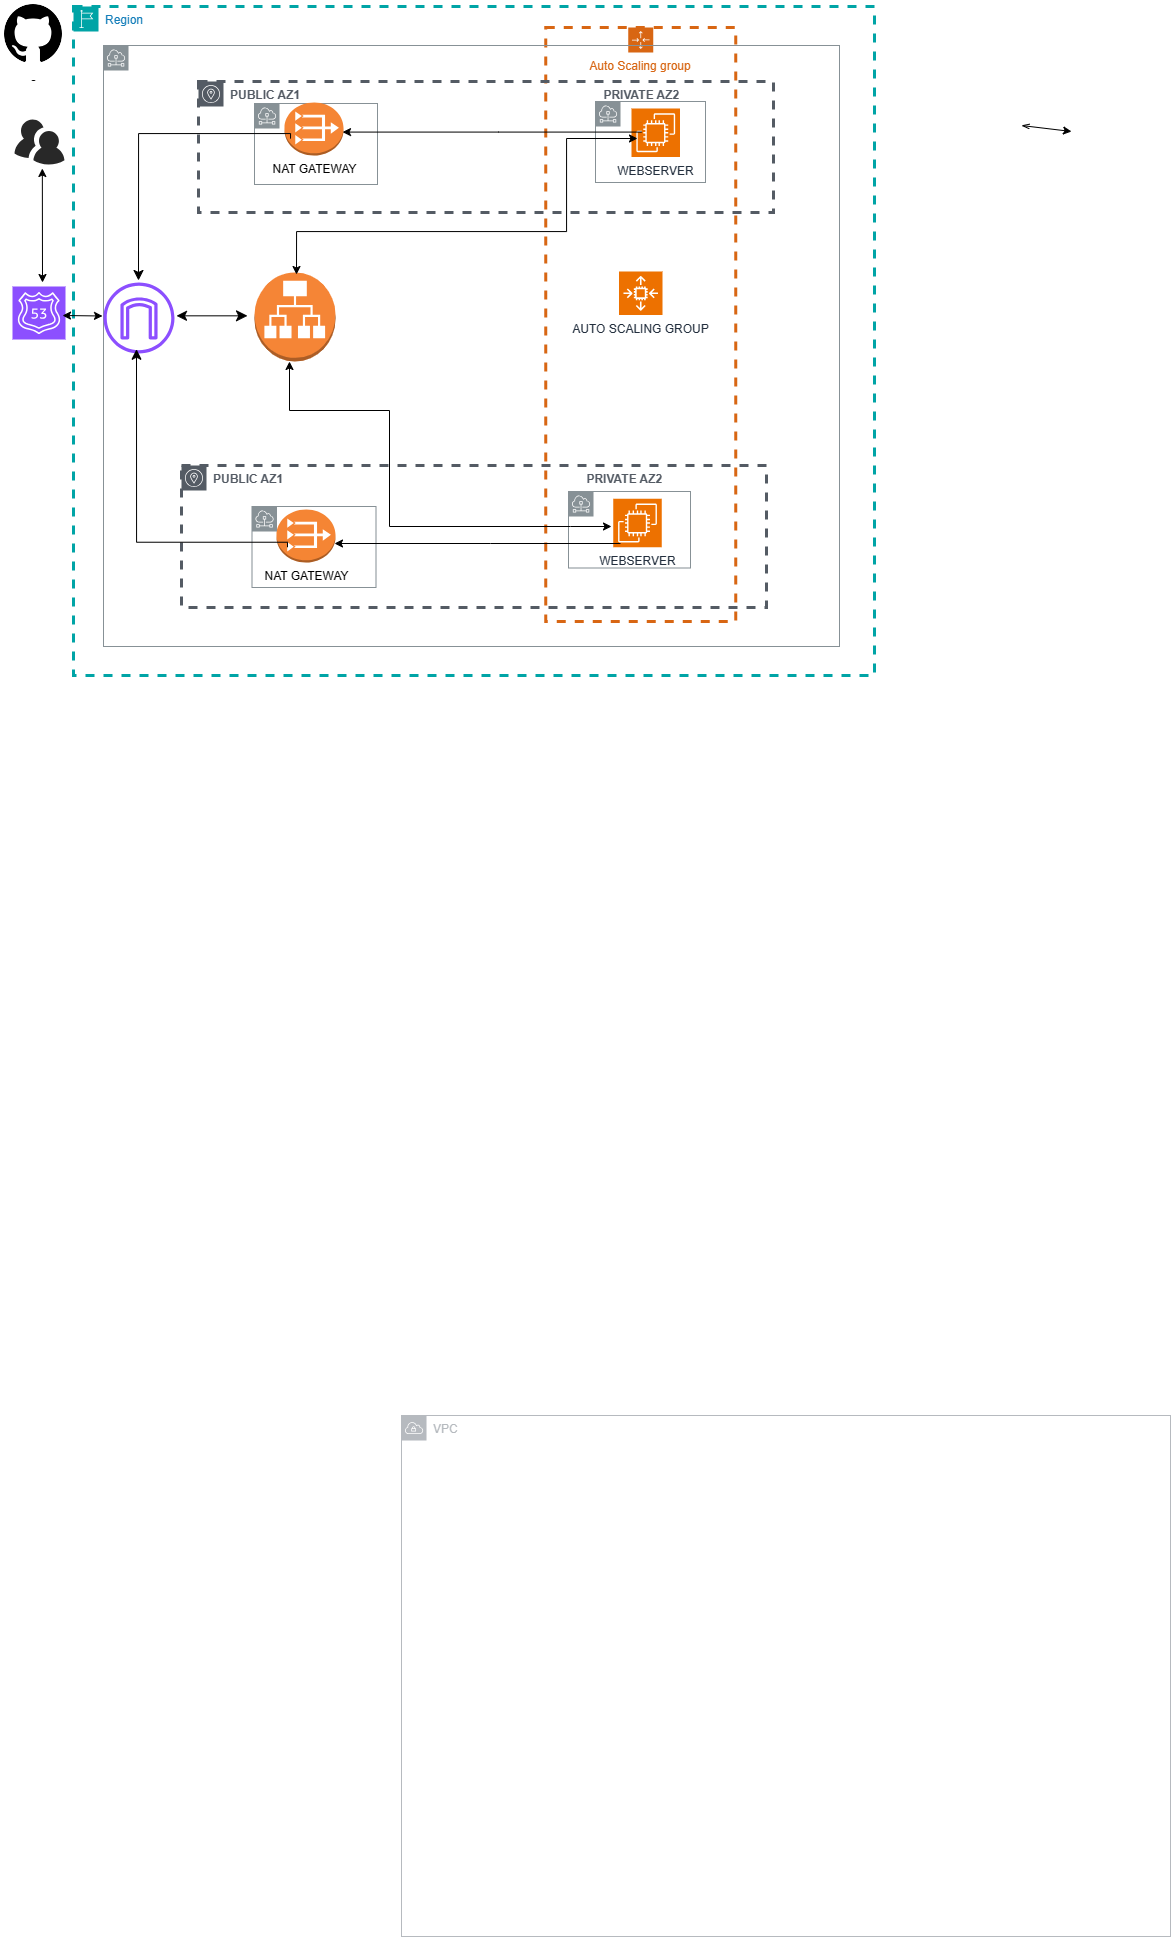 Region
Auto Scaling group
PUBLIC AZ1
PRIVATE AZ2
NAT GATEWAY
WEBSERVER
-
53
AUTO SCALING GROUP
PUBLIC AZ1
PRIVATE AZ2
NAT GATEWAY
WEBSERVER
VPC